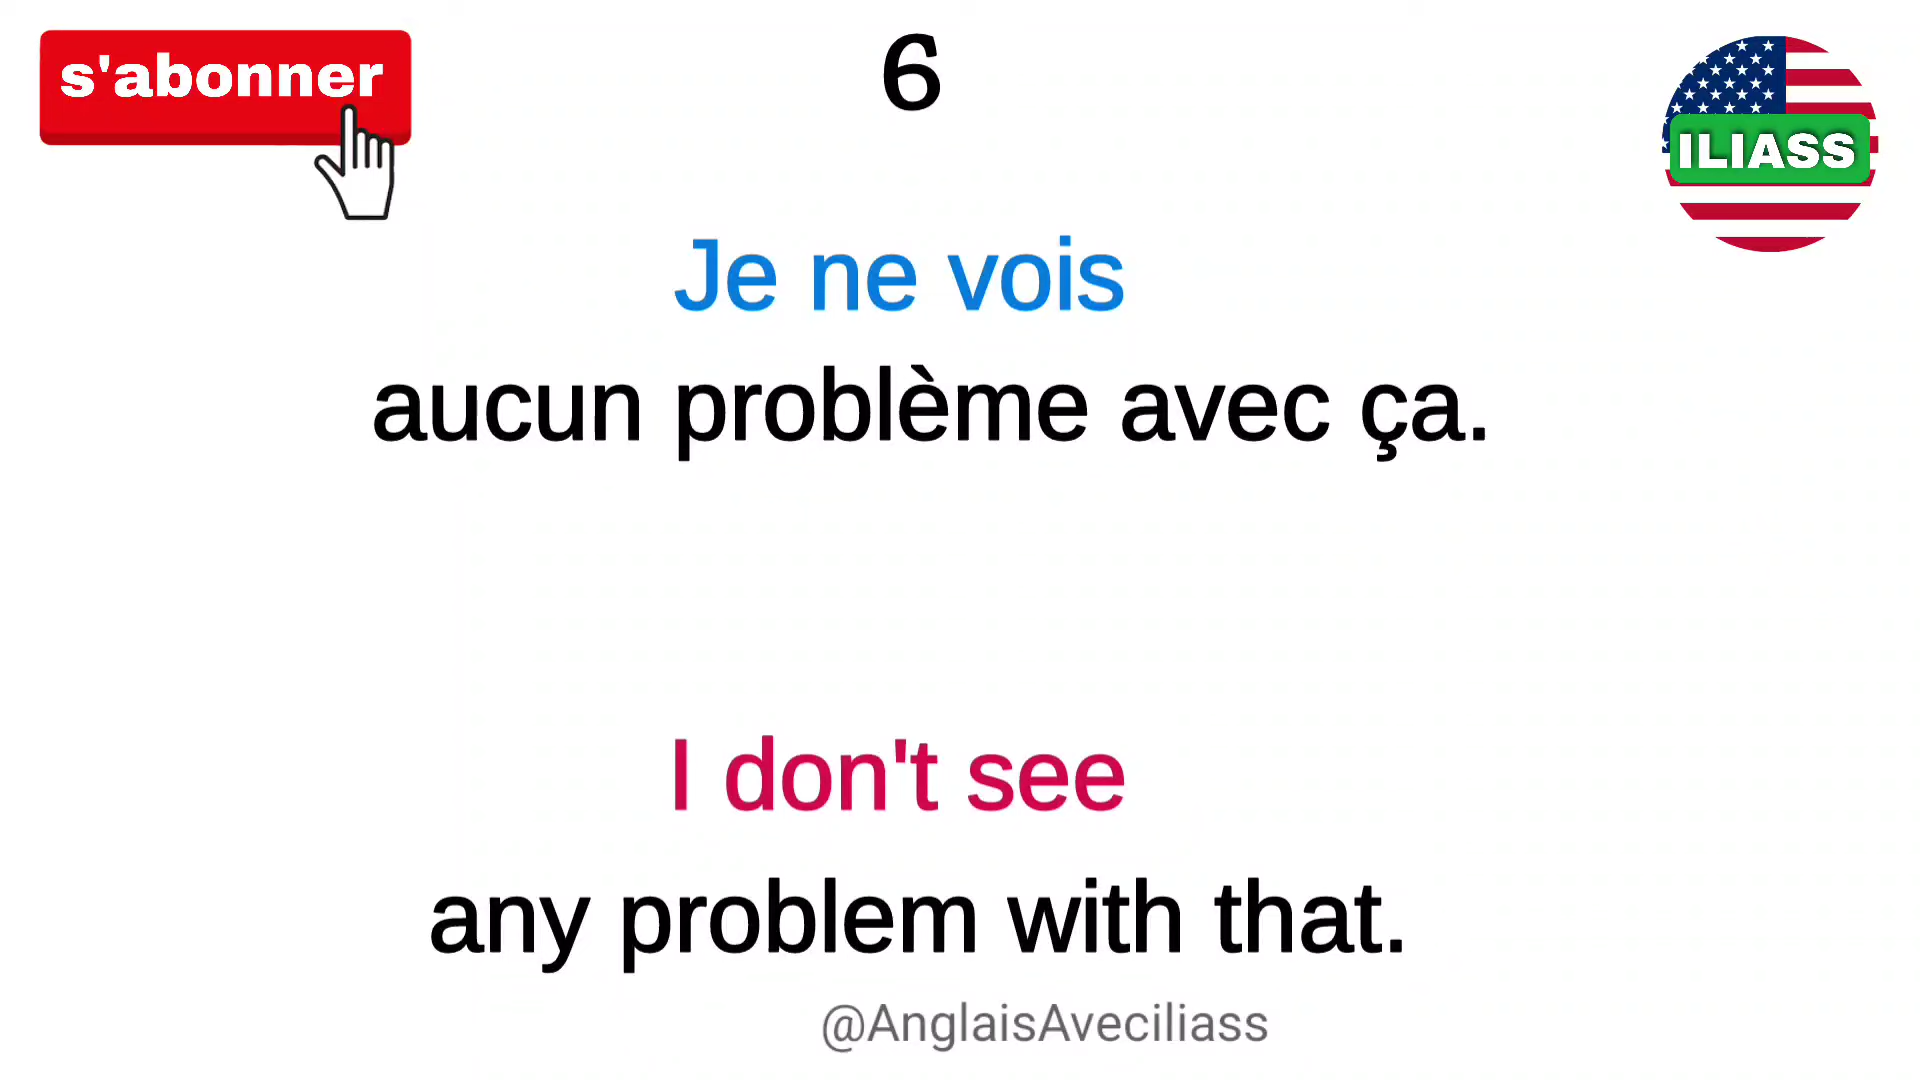 s'abonner
6
ILIASS
Je ne vois
aucun problème avec ça.
I don't see
any problem with that.
@AnglaisAveciliass